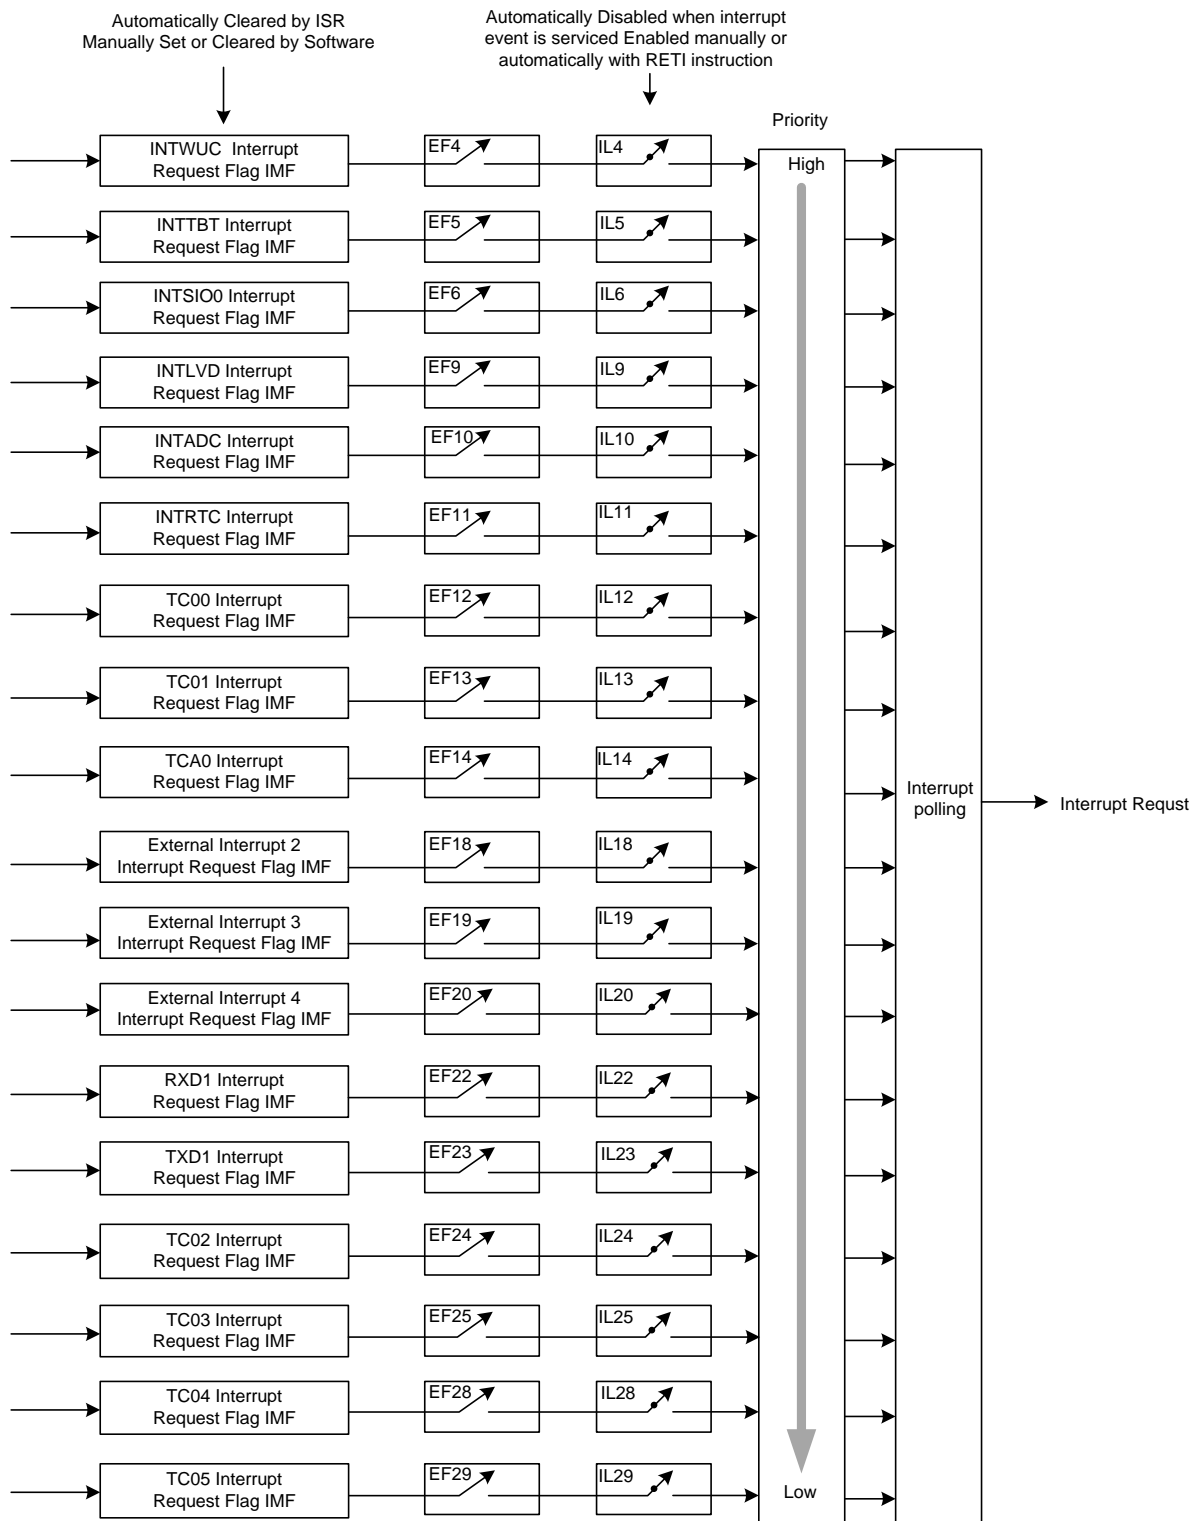 Automatically Cleared by ISR
Manually Set or Cleared by Software
Automatically Disabled when interrupt
event is serviced Enabled manually or
automatically with RETI instruction
Priority
INTWUC Interrupt
Request Flag IMF
EF4
IL4
High
INTTBT Interrupt
Request Flag IMF
EF5
IL5
INTSIO0 Interrupt
Request Flag IMF
EF6
IL6
INTLVD Interrupt
Request Flag IMF
EF9
IL9
INTADC Interrupt
Request Flag IMF
EF10
IL10
INTRTC Interrupt
Request Flag IMF
EF11
IL11
TC00 Interrupt
Request Flag IMF
EF12
IL12
TC01 Interrupt
Request Flag IMF
EF13
IL13
TCA0 Interrupt
Request Flag IMF
EF14
IL14
Interrupt
polling
Interrupt Requst
External Interrupt 2
Interrupt Request Flag IMF
EF18
IL18
External Interrupt 3
Interrupt Request Flag IMF
EF19
IL19
External Interrupt 4
Interrupt Request Flag IMF
EF20
IL20
RXD1 Interrupt
Request Flag IMF
EF22
IL22
TXD1 Interrupt
Request Flag IMF
EF23
IL23
TC02 Interrupt
Request Flag IMF
EF24
IL24
TC03 Interrupt
Request Flag IMF
EF25
IL25
TC04 Interrupt
Request Flag IMF
EF28
IL28
TC05 Interrupt
Request Flag IMF
EF29
IL29
Low